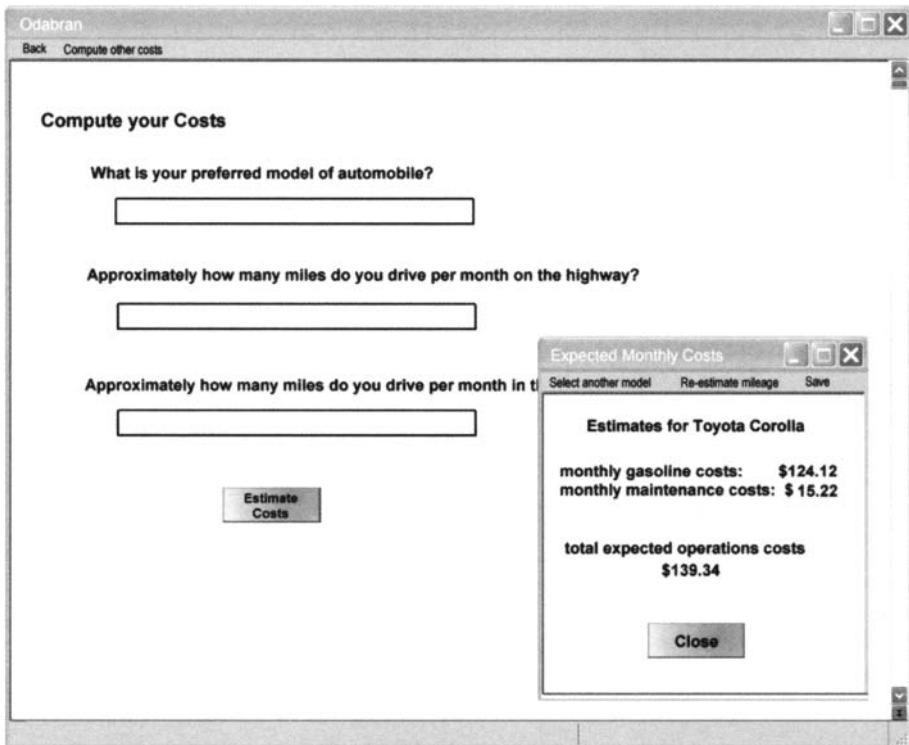 Odabran
Back Compute other costs
Compute your Costs
What is your preferred model of automobile?
Approximately how many miles do you drive per month on the highway?
Approximately how many miles do you drive per month in
Estimate
Costs
Expected Monthly Costs
Select another model Re-estimate mileage Save
Estimates for Toyota Corolla
monthly gasoline costs: $124.12
monthly maintenance costs: $ 15.22
total expected operations costs
$139.34
Close